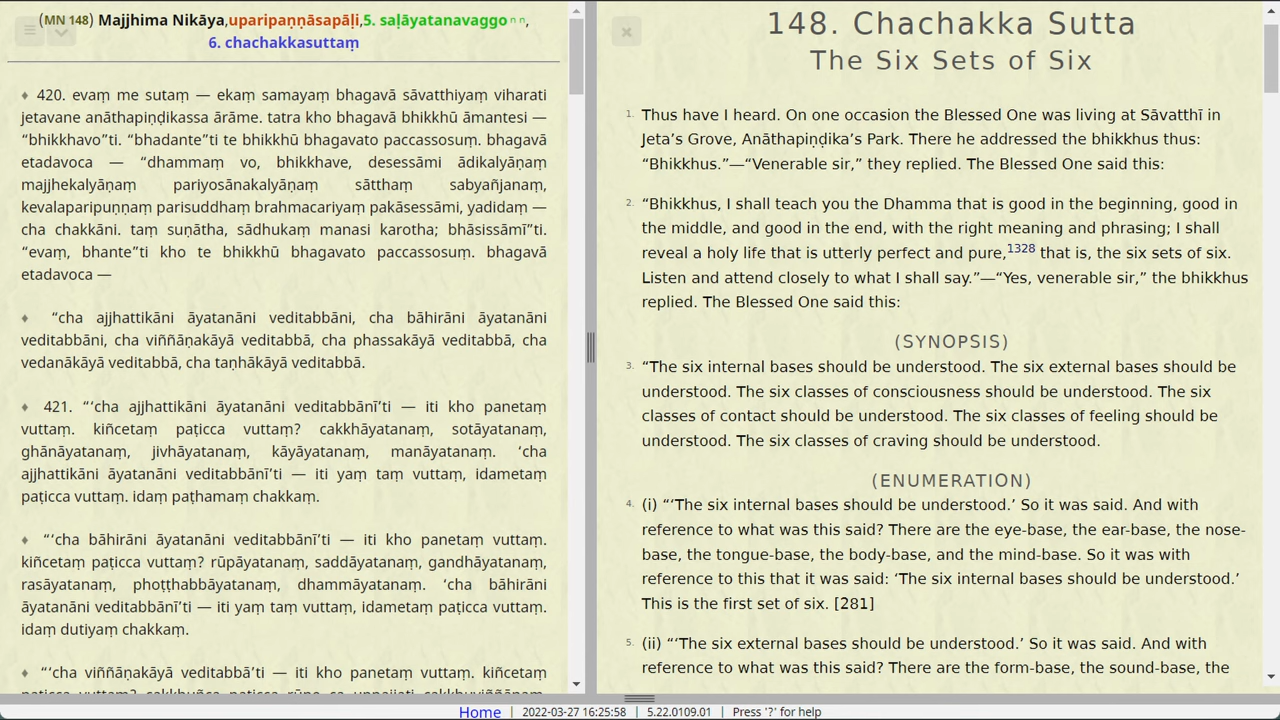 (MN 148) Majjhima Nikāya,uparipaṇṇāsapāḷi,5. saḷāyatanavaggo n n,
6. chachakkasuttaṃ
♦ 420. evaṃ me sutaṃ — ekaṃ samayaṃ bhagavā sāvatthiyaṃ viharati
jetavane anāthapiṇḍikassa ārāme. tatra kho bhagavā bhikkhū āmantesi —
“bhikkhavo”ti. “bhadante”ti te bhikkhū bhagavato paccassosuṃ. bhagavā
etadavoca — “dhammaṃ vo, bhikkhave, desessāmi ādikalyāṇaṃ
majjhekalyāṇaṃ pariyosānakalyāṇaṃ sātthaṃ sabyañjanaṃ,
kevalaparipuṇṇaṃ parisuddhaṃ brahmacariyaṃ pakāsessāmi, yadidaṃ —
cha chakkāni. taṃ suṇātha, sādhukaṃ manasi karotha; bhāsissāmī”ti.
“evaṃ, bhante”ti kho te bhikkhū bhagavato paccassosuṃ. bhagavā
etadavoca —
♦ “cha ajjhattikāni āyatanāni veditabbāni, cha bāhirāni āyatanāni
veditabbāni, cha viññāṇakāyā veditabbā, cha phassakāyā veditabbā, cha
vedanākāyā veditabbā, cha taṇhākāyā veditabbā.
♦ 421. “‘cha ajjhattikāni āyatanāni veditabbānī’ti — iti kho panetaṃ
vuttaṃ. kiñcetaṃ paṭicca vuttaṃ? cakkhāyatanaṃ, sotāyatanaṃ,
ghānāyatanaṃ, jivhāyatanaṃ, kāyāyatanaṃ, manāyatanaṃ. ‘cha
ajjhattikāni āyatanāni veditabbānī’ti — iti yaṃ taṃ vuttaṃ, idametaṃ
paṭicca vuttaṃ. idaṃ paṭhamaṃ chakkaṃ.
♦ “‘cha bāhirāni āyatanāni veditabbānī’ti — iti kho panetaṃ vuttaṃ.
kiñcetaṃ paṭicca vuttaṃ? rūpāyatanaṃ, saddāyatanaṃ, gandhāyatanaṃ,
rasāyatanaṃ, phoṭṭhabbāyatanaṃ, dhammāyatanaṃ. ‘cha bāhirāni
āyatanāni veditabbānī’ti — iti yaṃ taṃ vuttaṃ, idametaṃ paṭicca vuttaṃ.
idaṃ dutiyaṃ chakkaṃ.
♦ “‘cha viññāṇakāyā veditabbā’ti — iti kho panetaṃ vuttaṃ. kiñcetaṃ
paṭicca vuttaṃ? cakkhuñca paṭicca rūpe ca uppajjati cakkhuviññāṇaṃ,
148. Chachakka Sutta
The Six Sets of Six
1. Thus have I heard. On one occasion the Blessed One was living at Sāvatthī in
Jeta’s Grove, Anāthapiṇḍika’s Park. There he addressed the bhikkhus thus:
“Bhikkhus.”—“Venerable sir,” they replied. The Blessed One said this:
2. “Bhikkhus, I shall teach you the Dhamma that is good in the beginning, good in
the middle, and good in the end, with the right meaning and phrasing; I shall
reveal a holy life that is utterly perfect and pure,1328 that is, the six sets of six.
Listen and attend closely to what I shall say.”—“Yes, venerable sir,” the bhikkhus
replied. The Blessed One said this:
(SYNOPSIS)
3. “The six internal bases should be understood. The six external bases should be
understood. The six classes of consciousness should be understood. The six
classes of contact should be understood. The six classes of feeling should be
understood. The six classes of craving should be understood.
(ENUMERATION)
4. (i) “‘The six internal bases should be understood.’ So it was said. And with
reference to what was this said? There are the eye-base, the ear-base, the nose-
base, the tongue-base, the body-base, and the mind-base. So it was with
reference to this that it was said: ‘The six internal bases should be understood.’
This is the first set of six. [281]
5. (ii) “‘The six external bases should be understood.’ So it was said. And with
reference to what was this said? There are the form-base, the sound-base, the
Home | 2022-03-27 16:25:58 | 5.22.0109.01 | Press '?' for help